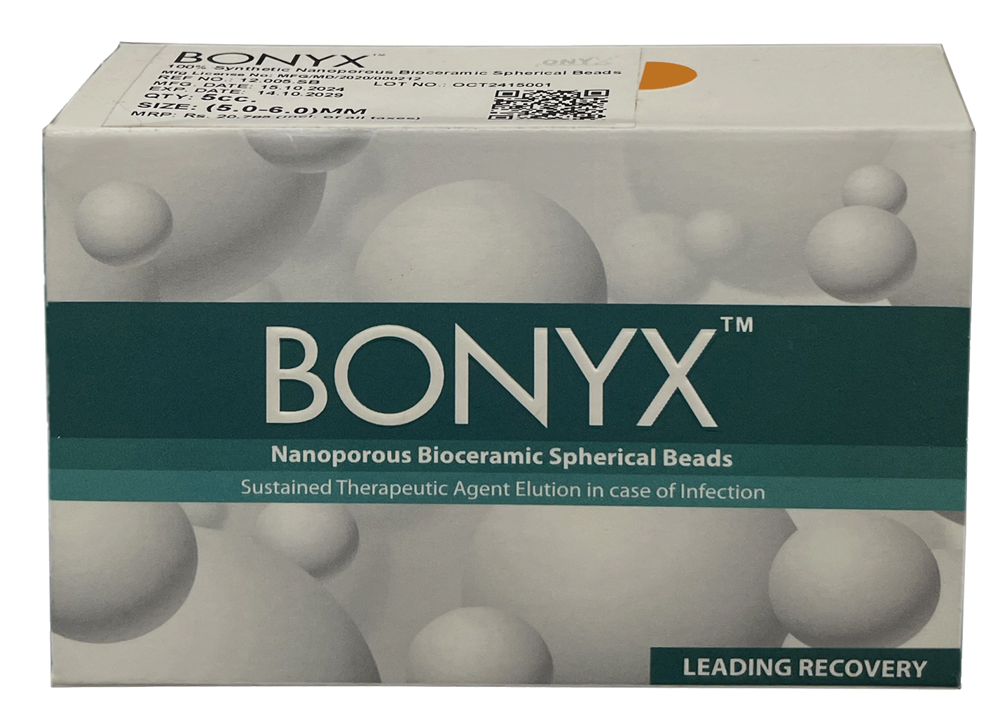 BONYX™
100% Synthetic Nanoporous Bioceramic Spherical Beads
Mfg License No: MFG/MD/2020/000212
REF NO.: 12.005.SB
LOT NO.: OCT2415001
MFG. DATE: 15.10.2024
EXP. DATE: 14.10.2029
QTY: 5cc.
SIZE: (5.0-6.0)MM
MRP: Rs. (incl. of all taxes)
ONYX
BONYX™
Nanoporous Bioceramic Spherical Beads
Sustained Therapeutic Agent Elution in case of Infection
LEADING RECOVERY